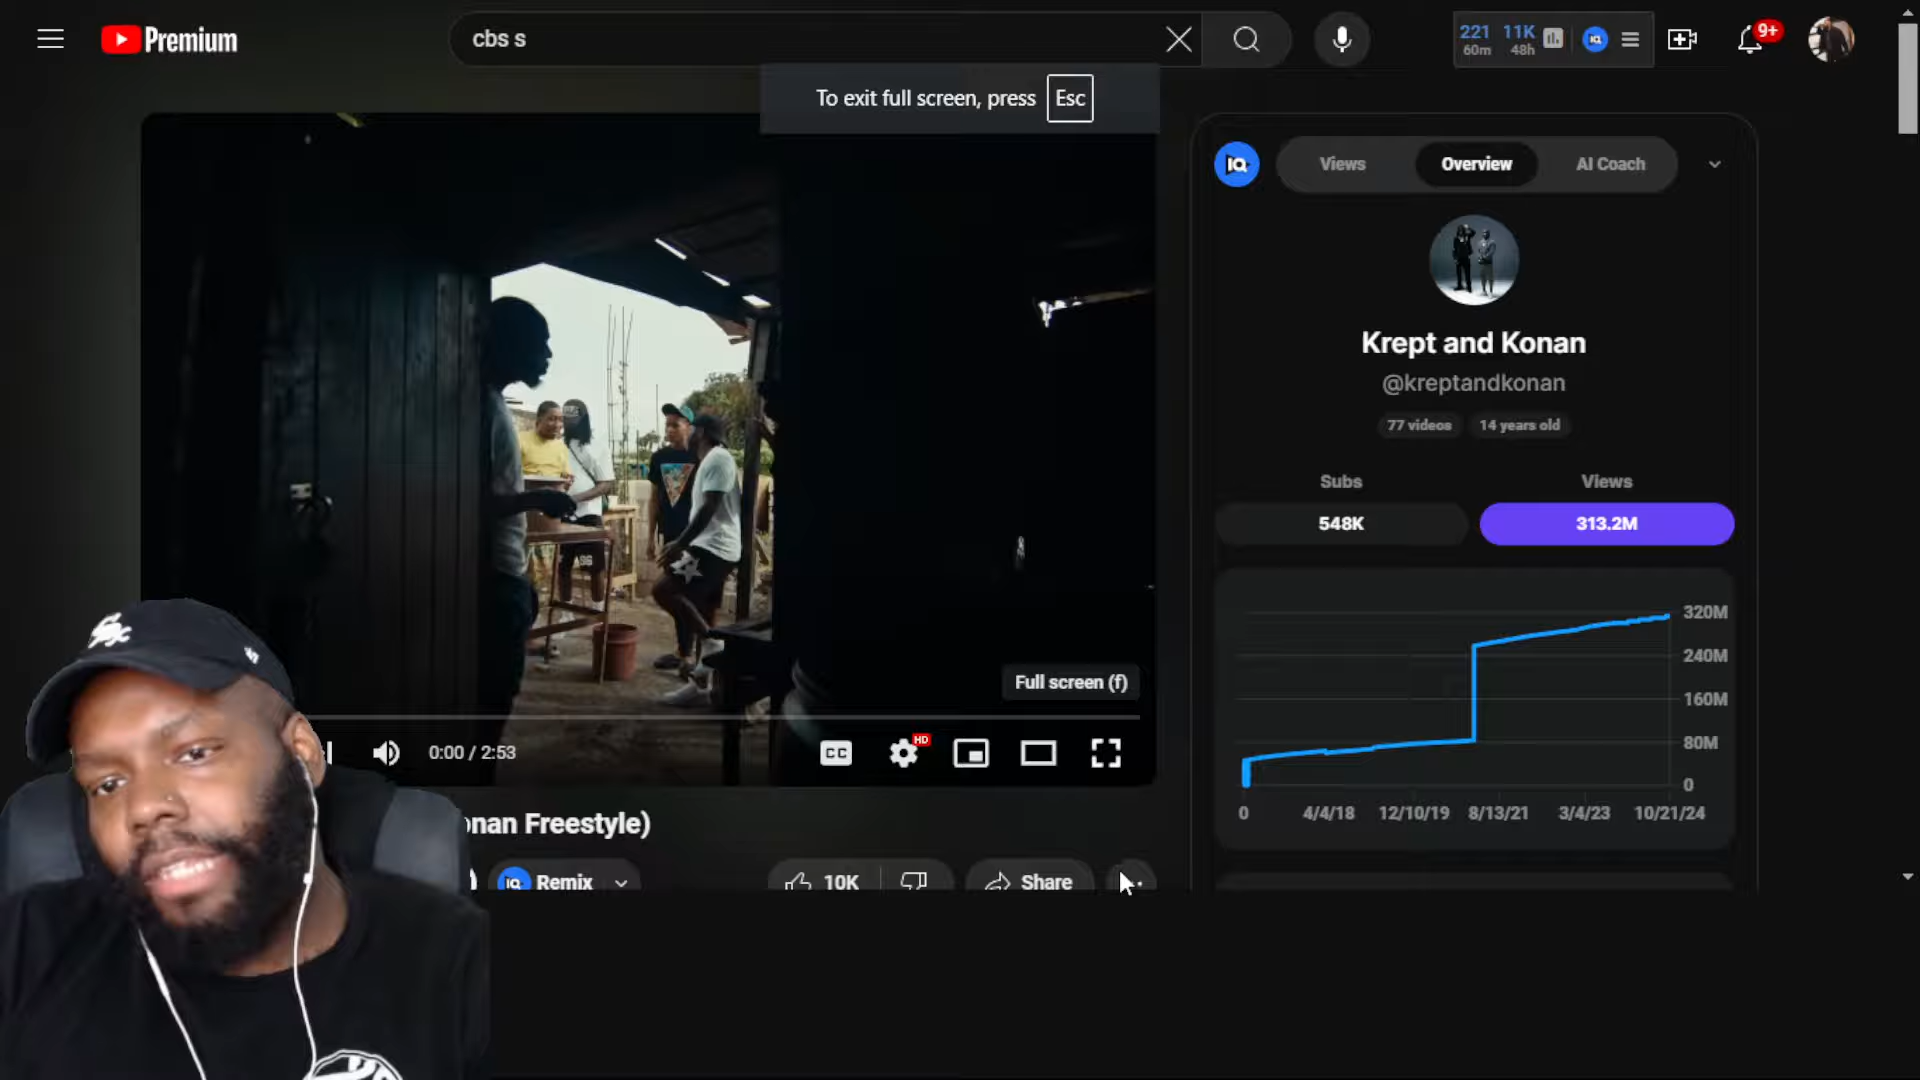 Premium
cbs s
221 11K
60m 48h
IQ
9+
To exit full screen, press Esc
IQ Views Overview AI Coach
Krept and Konan
@kreptandkonan
77 videos 14 years old
Subs Views
548K 313.2M
320M
240M
160M
80M
0
0 4/4/18 12/10/19 8/13/21 3/4/23 10/21/24
Full screen (f)
0:00 / 2:53
CC HD
onan Freestyle)
Remix 10K Share